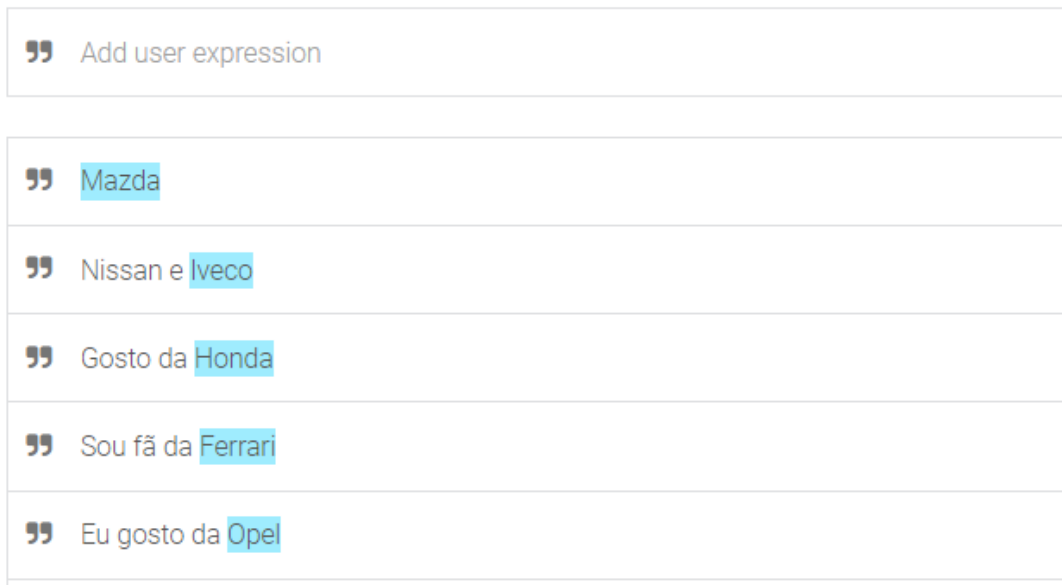 Add user expression
Mazda
Nissan e Iveco
Gosto da Honda
Sou fã da Ferrari
Eu gosto da Opel